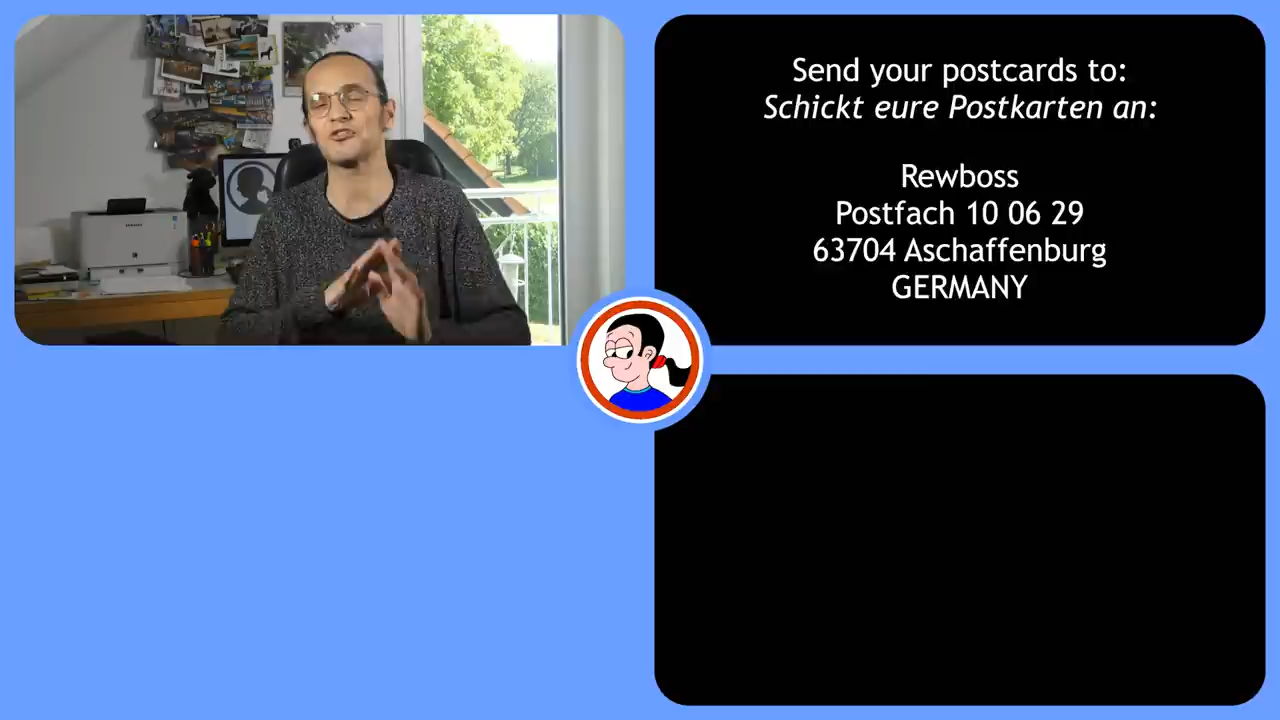 Send your postcards to:
Schickt eure Postkarten an:
Rewboss
Postfach 10 06 29
63704 Aschaffenburg
GERMANY